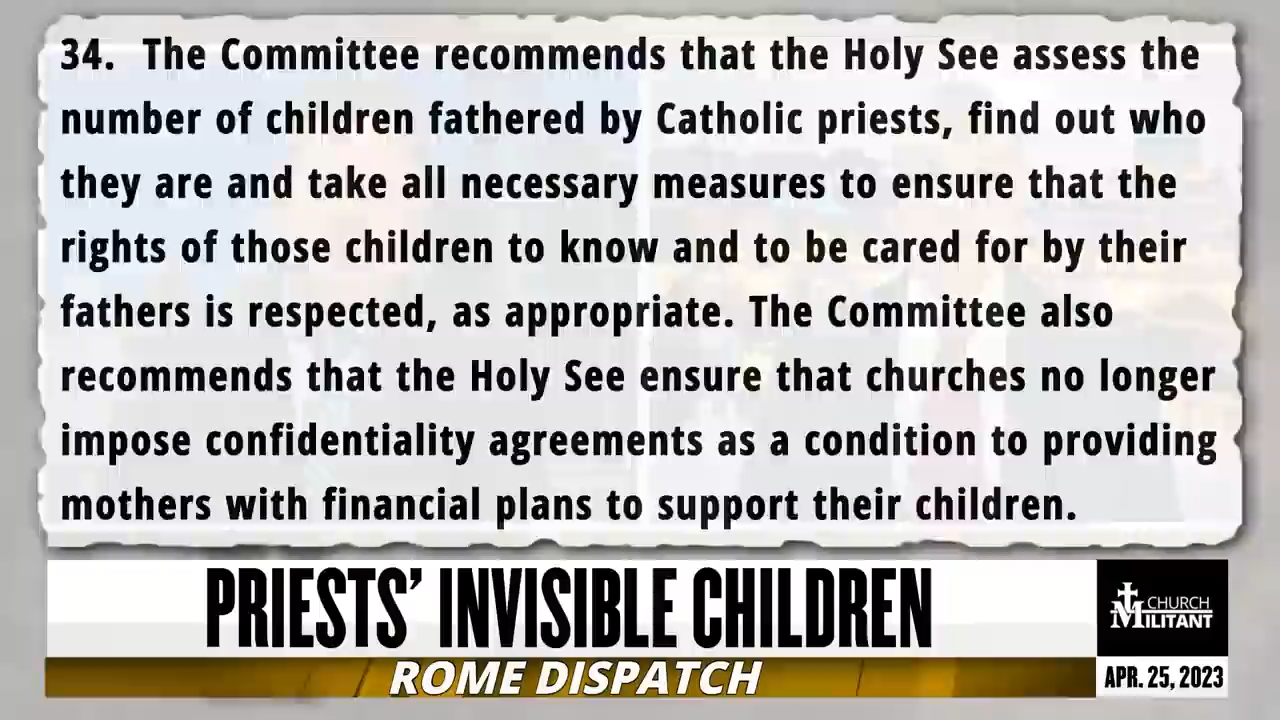 34. The Committee recommends that the Holy See assess the
number of children fathered by Catholic priests, find out who
they are and take all necessary measures to ensure that the
rights of those children to know and to be cared for by their
fathers is respected, as appropriate. The Committee also
recommends that the Holy See ensure that churches no longer
impose confidentiality agreements as a condition to providing
mothers with financial plans to support their children.
PRIESTS' INVISIBLE CHILDREN
CHURCH
MILITANT
ROME DISPATCH
APR. 25, 2023